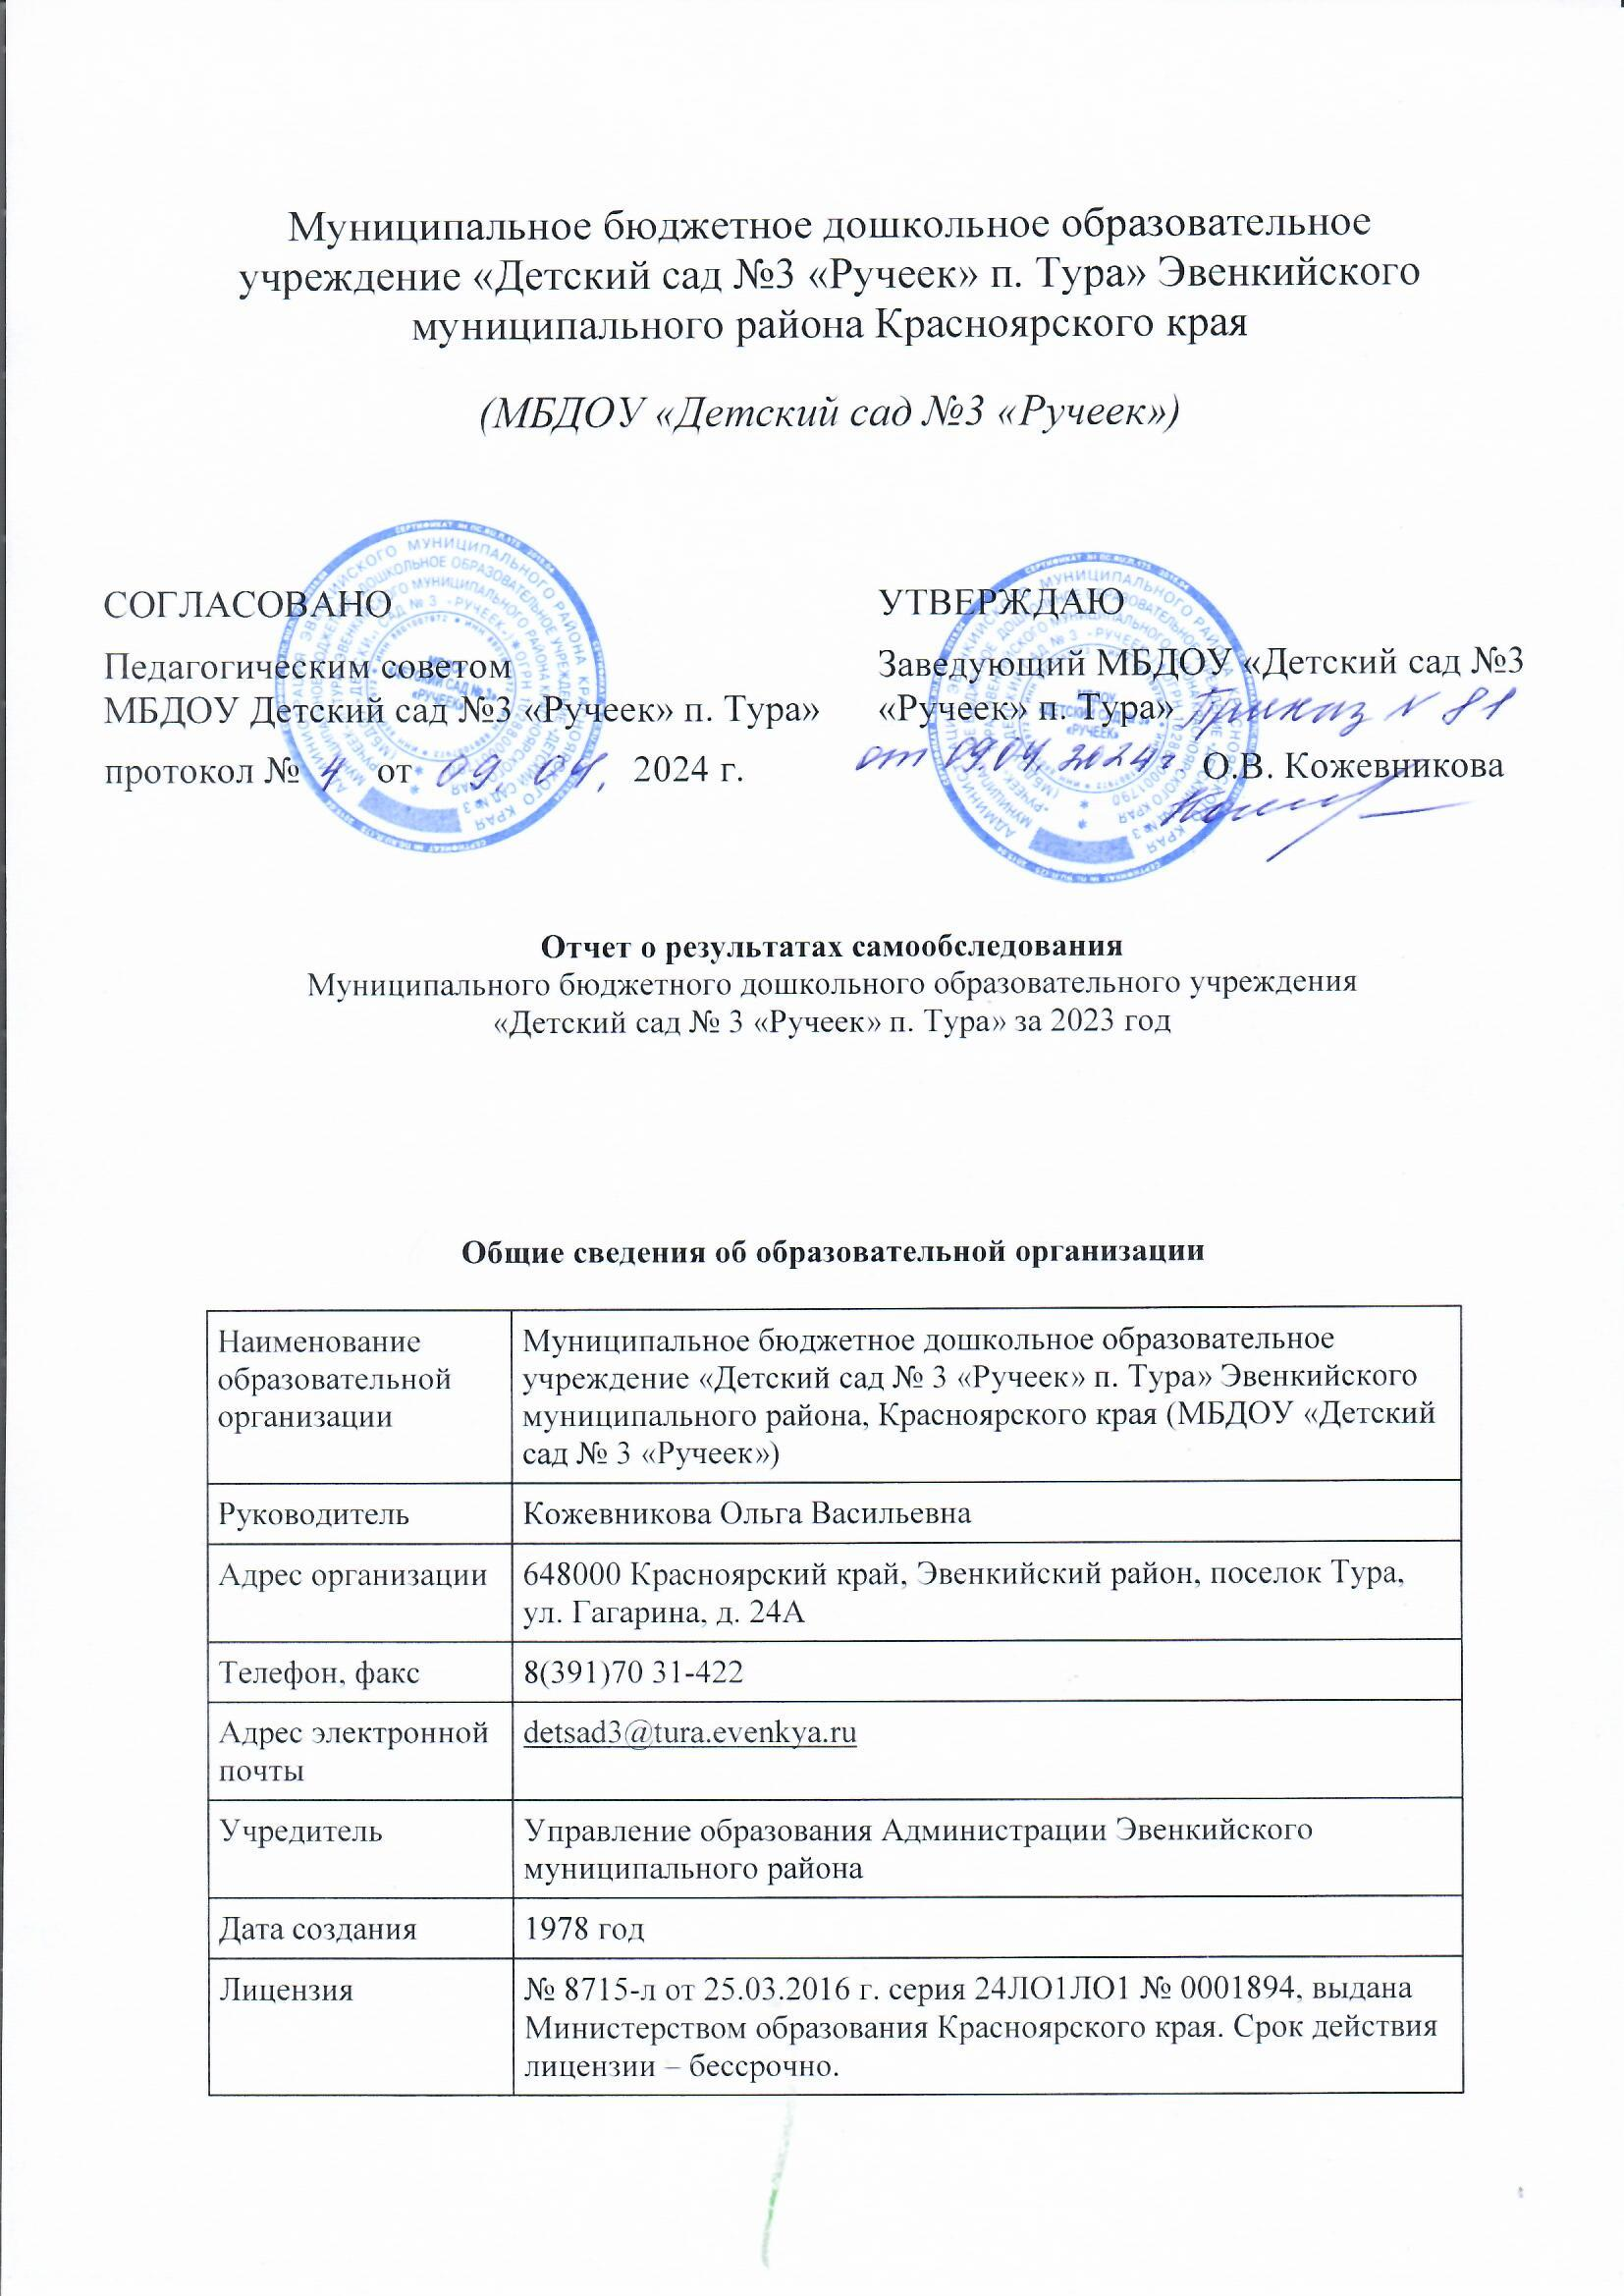 Муниципальное бюджетное дошкольное образовательное
учреждение «Детский сад №3 «Ручеек» п. Тура» Эвенкийского
муниципального района Красноярского края
(МБДОУ «Детский сад №3 «Ручеек»)
СОГЛАСОВАНО
Педагогическим советом
МБДОУ Детский сад №3 «Ручеек» п. Тура»
протокол № 4 от 09. 04. 2024 г.
УТВЕРЖДАЮ
Заведующий МБДОУ «Детский сад №3
«Ручеек» п. Тура» Приказ N 81
от 09.04.2024г. О.В. Кожевникова
Отчет о результатах самообследования
Муниципального бюджетного дошкольного образовательного учреждения
«Детский сад № 3 «Ручеек» п. Тура» за 2023 год
Общие сведения об образовательной организации
Наименование
образовательной
организации
Муниципальное бюджетное дошкольное образовательное
учреждение «Детский сад № 3 «Ручеек» п. Тура» Эвенкийского
муниципального района, Красноярского края (МБДОУ «Детский
сад № 3 «Ручеек»)
Руководитель
Кожевникова Ольга Васильевна
Адрес организации
648000 Красноярский край, Эвенкийский район, поселок Тура,
ул. Гагарина, д. 24А
Телефон, факс
8(391)70 31-422
Адрес электронной
почты
detsad3@tura.evenkya.ru
Учредитель
Управление образования Администрации Эвенкийского
муниципального района
Дата создания
1978 год
Лицензия
№ 8715-л от 25.03.2016 г. серия 24ЛО1ЛО1 № 0001894, выдана
Министерством образования Красноярского края. Срок действия
лицензии – бессрочно.